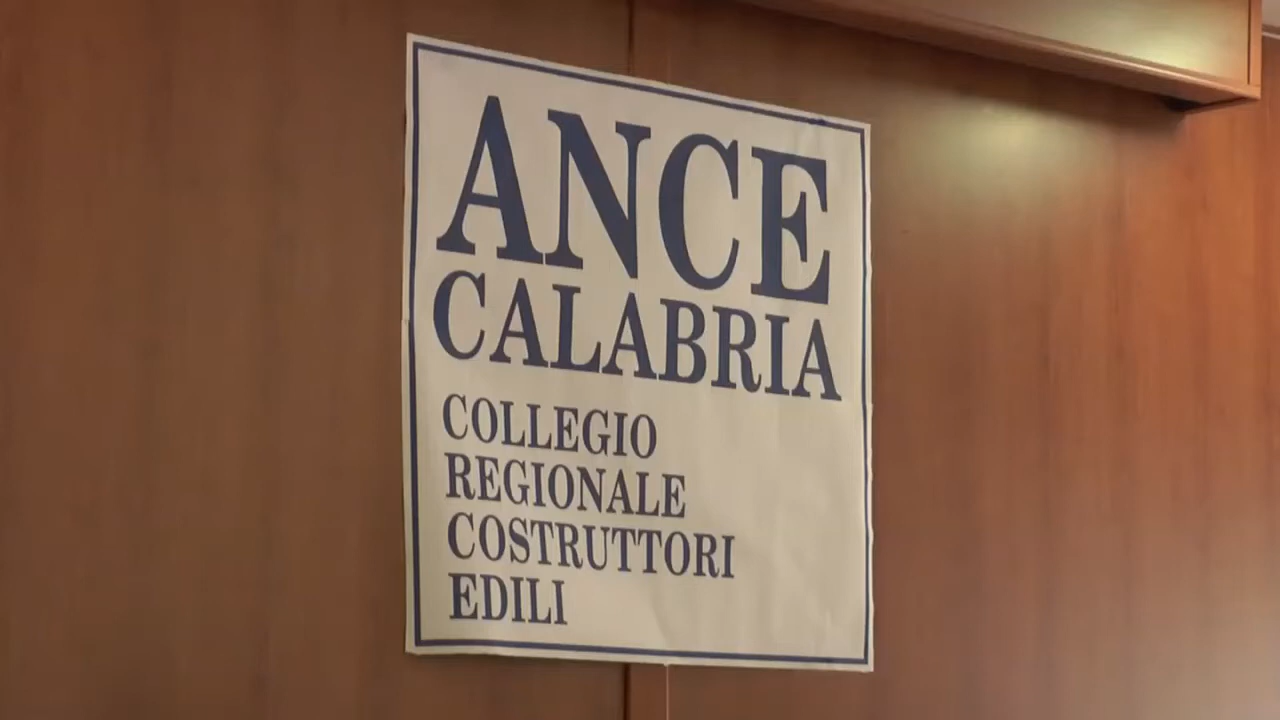 ANCE
CALABRIA
COLLEGIO
REGIONALE
COSTRUTTORI
EDILI